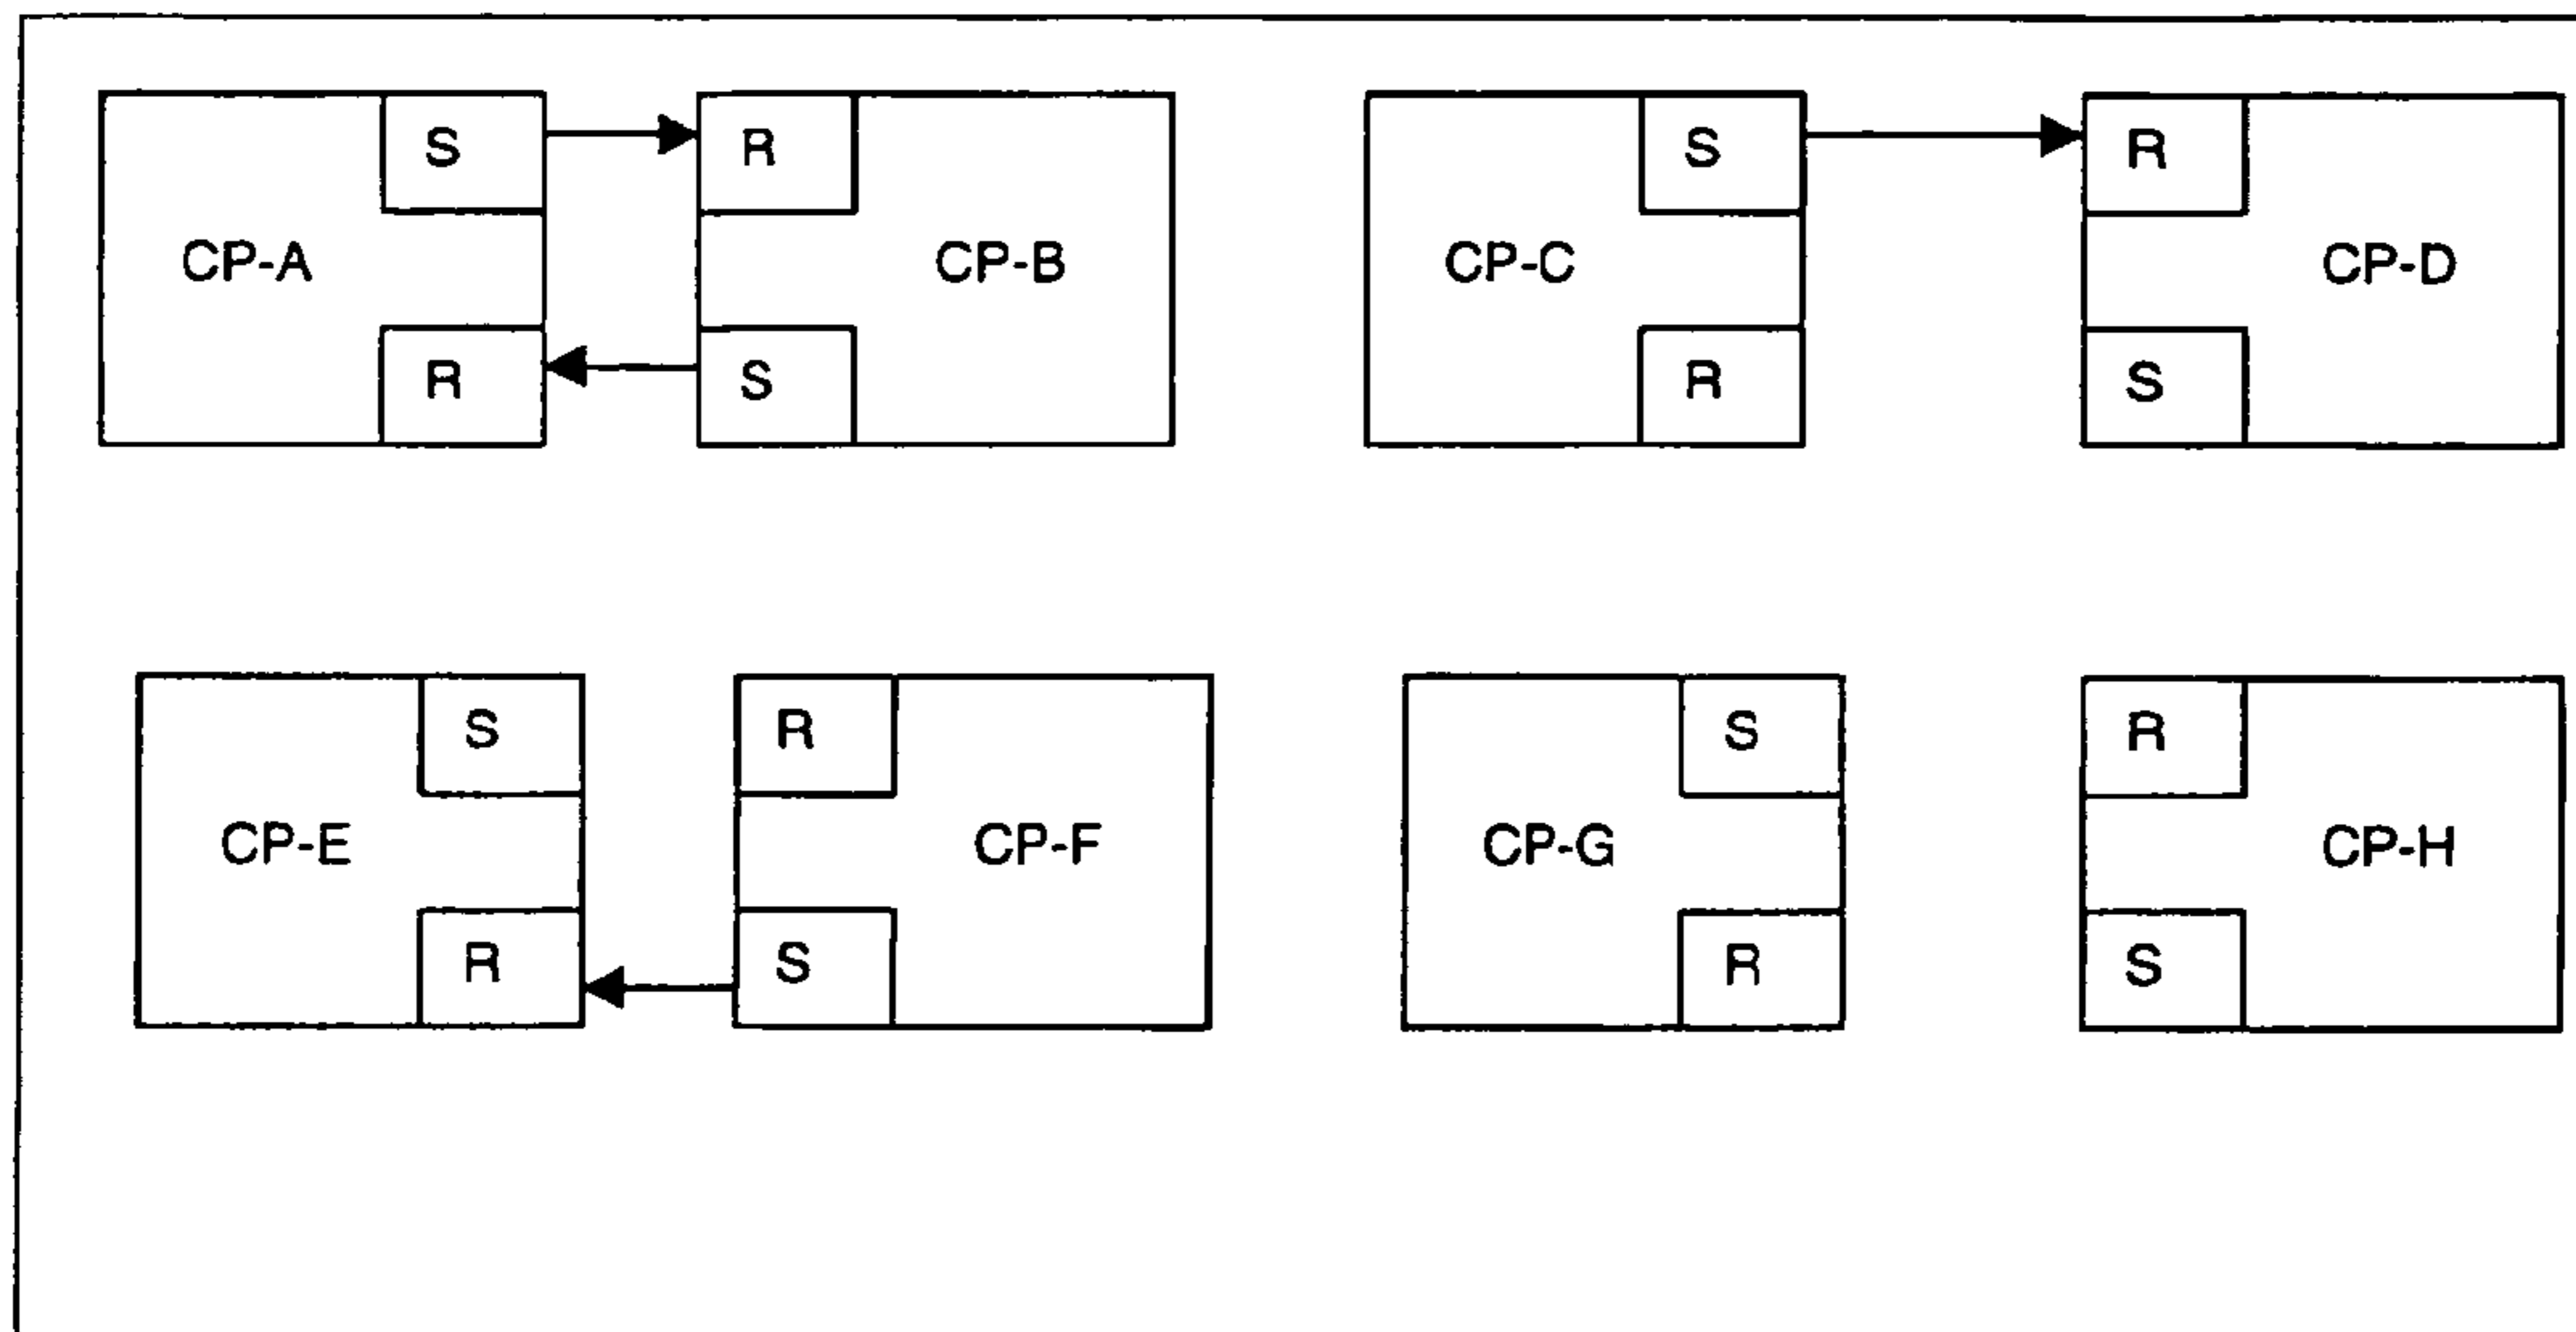 S R S R
CP-A CP-B CP-C CP-D
R S R S
S R S R
CP-E CP-F CP-G CP-H
R S R S